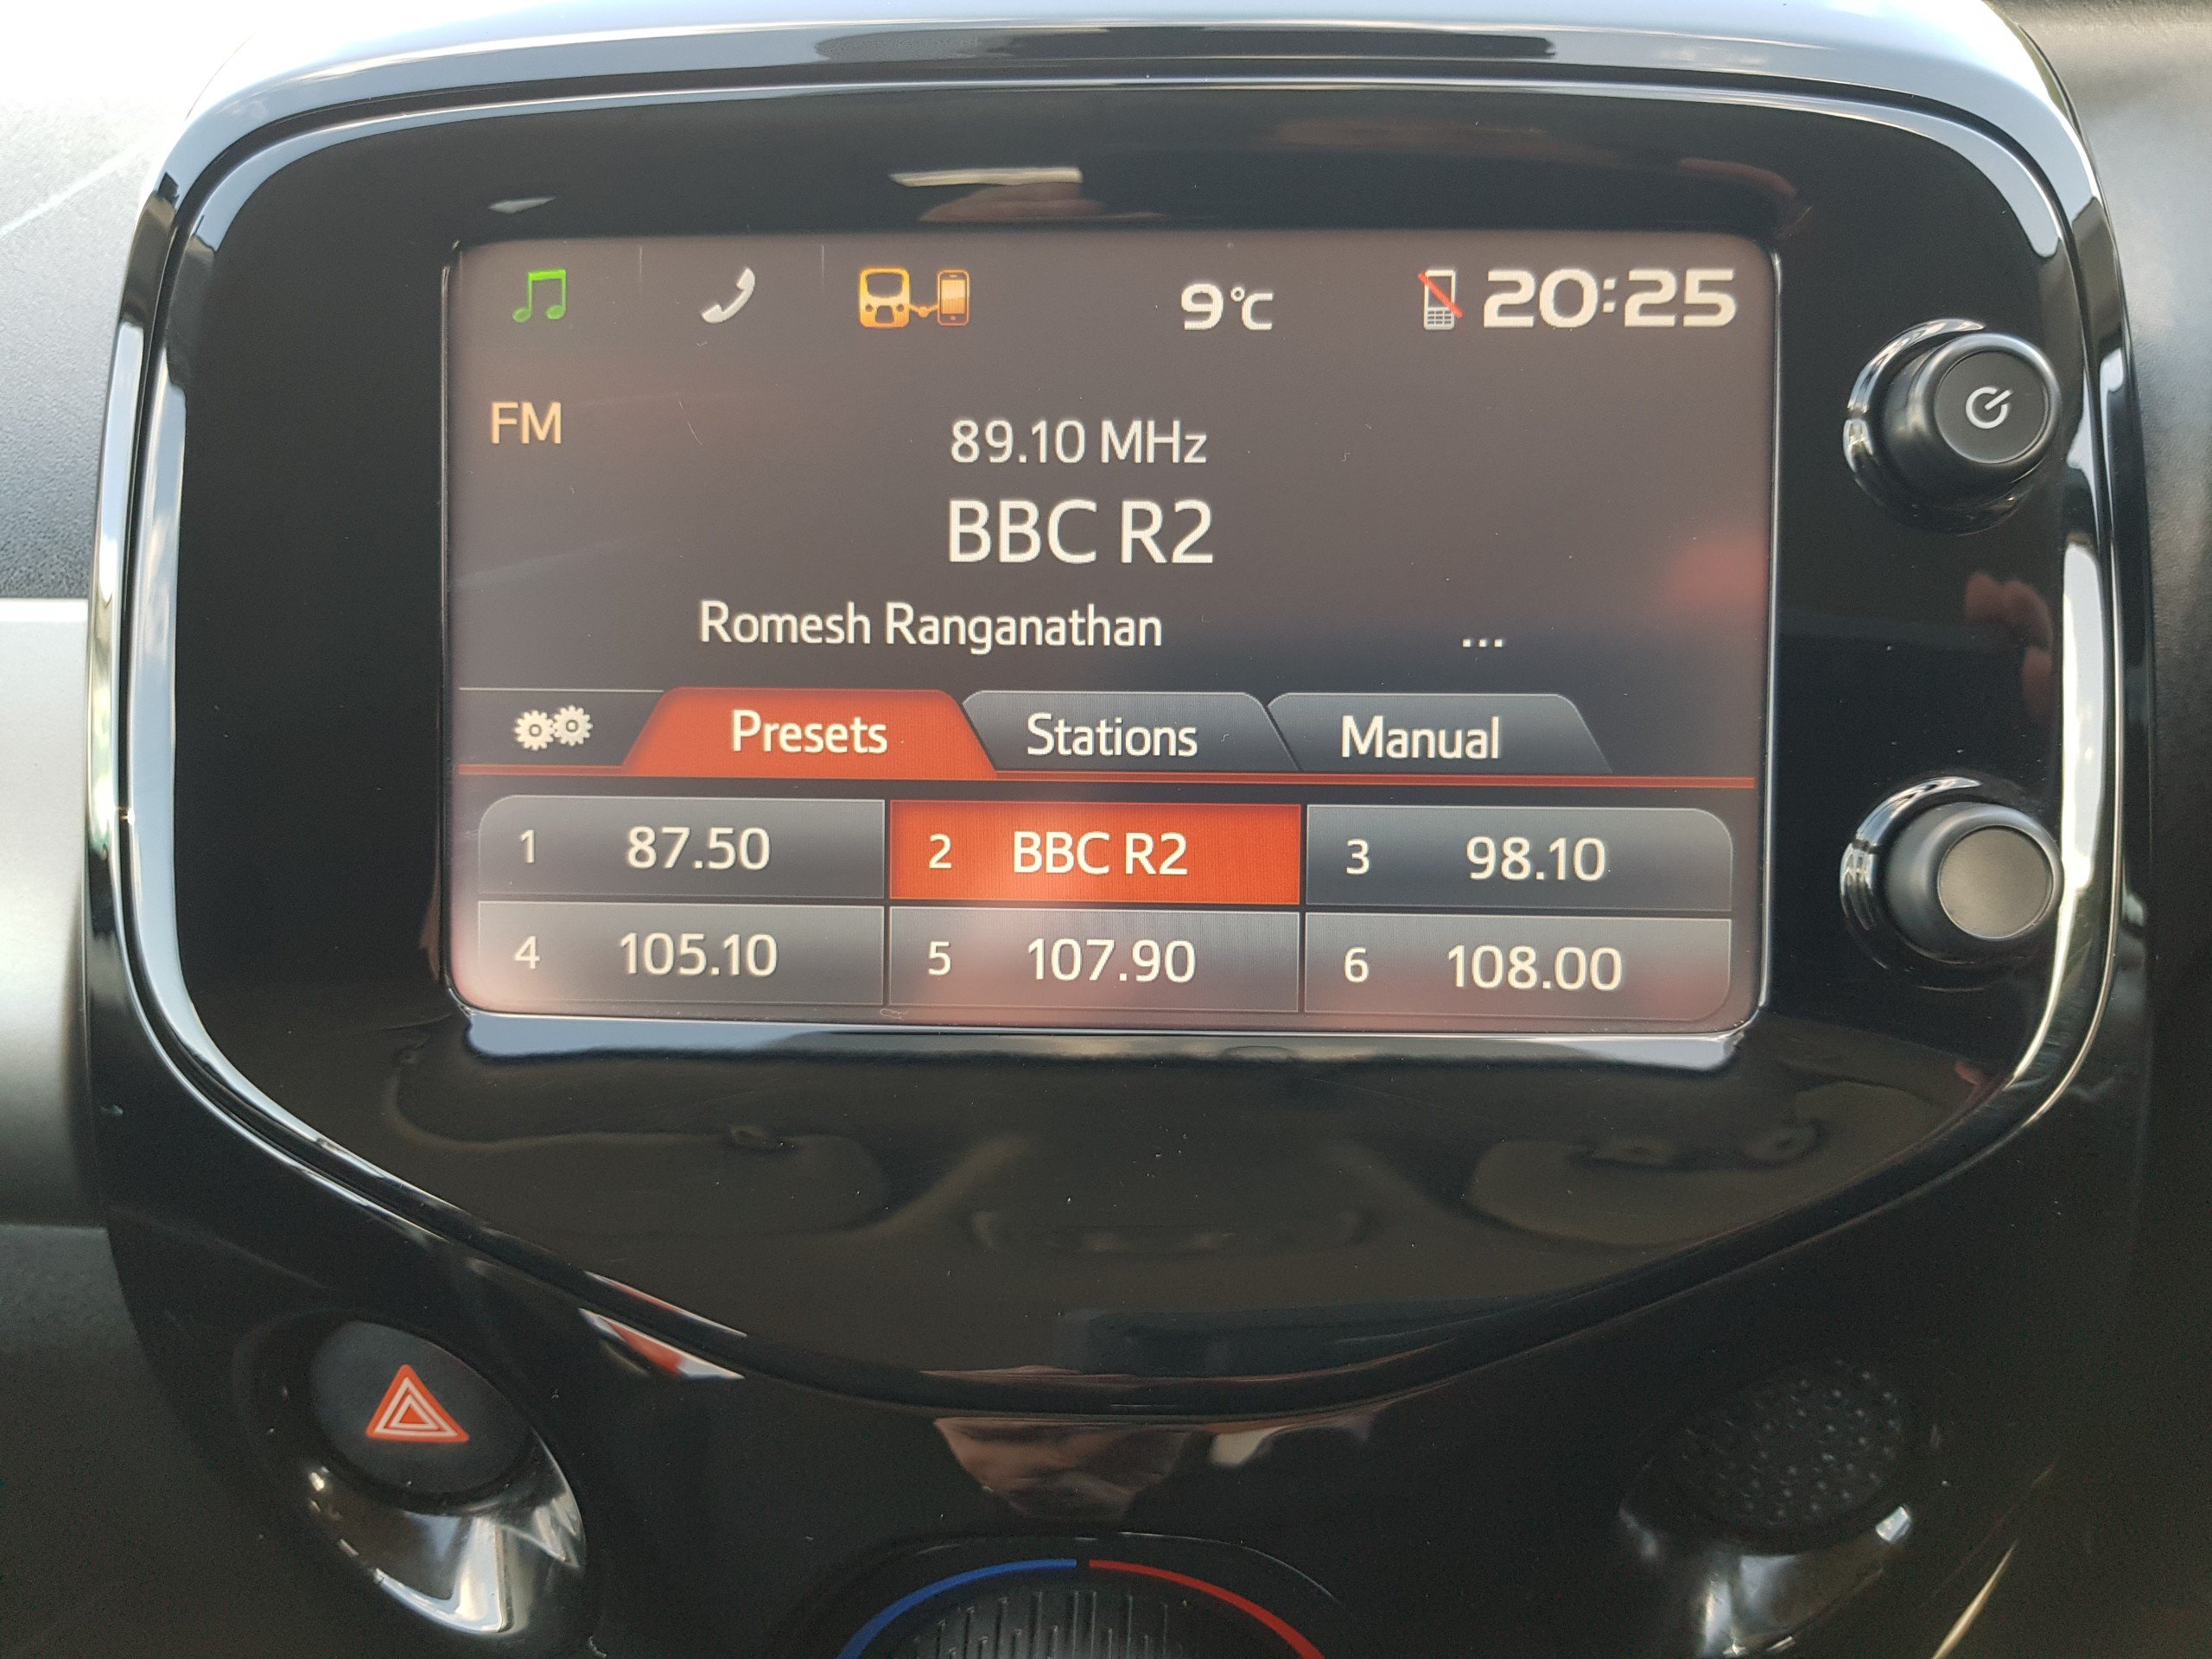 9°C 20:25
FM
89.10 MHz
BBC R2
Romesh Ranganathan ...
Presets Stations Manual
1 87.50 2 BBC R2 3 98.10
4 105.10 5 107.90 6 108.00